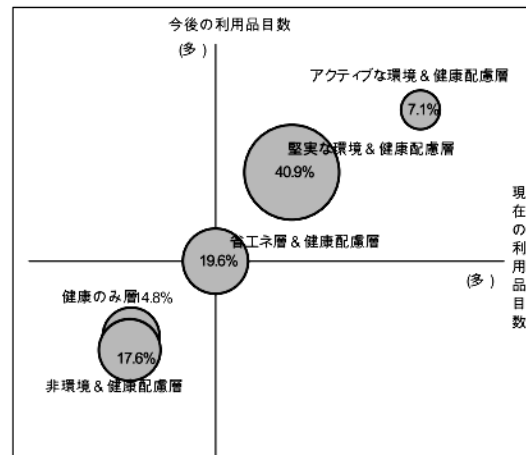 今後の利用品目数
(多)
アクティブな環境&健康配慮層
7.1%
堅実な環境&健康配慮層
40.9%
現在の利用品目数
省エネ層&健康配慮層
19.6%
(多)
健康のみ層14.8%
17.6%
非環境&健康配慮層